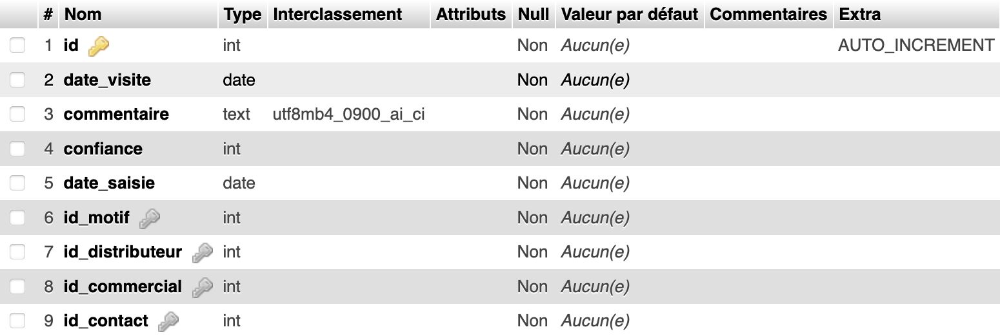 # Nom Type Interclassement Attributs Null Valeur par défaut Commentaires Extra
1 id int Non Aucun(e) AUTO_INCREMENT
2 date_visite date Non Aucun(e)
3 commentaire text utf8mb4_0900_ai_ci Non Aucun(e)
4 confiance int Non Aucun(e)
5 date_saisie date Non Aucun(e)
6 id_motif int Non Aucun(e)
7 id_distributeur int Non Aucun(e)
8 id_commercial int Non Aucun(e)
9 id_contact int Non Aucun(e)